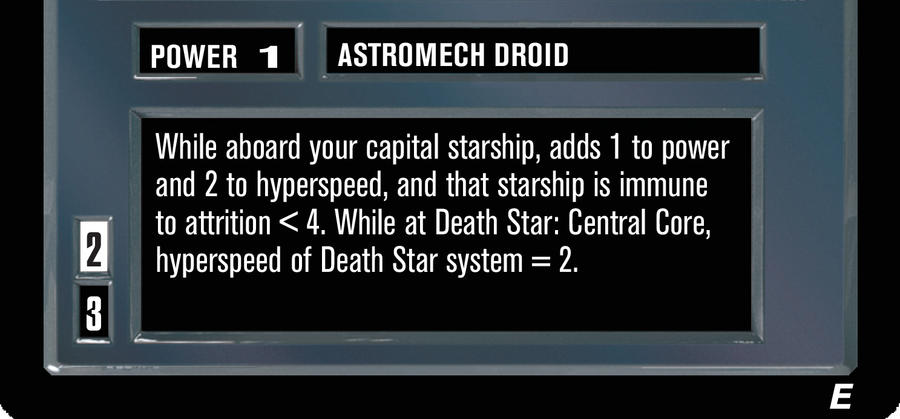 POWER 1 ASTROMECH DROID
While aboard your capital starship, adds 1 to power
and 2 to hyperspeed, and that starship is immune
to attrition < 4. While at Death Star: Central Core,
hyperspeed of Death Star system = 2.
2
3
E